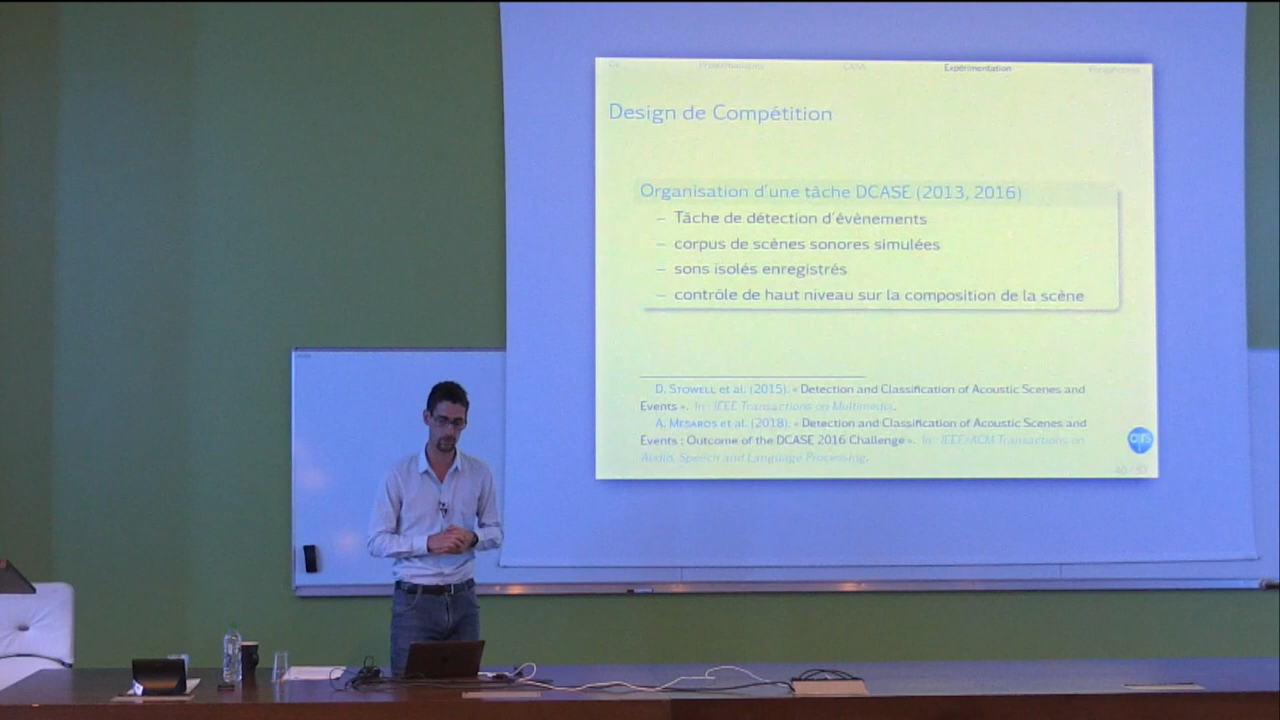 Expérimentation
Design de Compétition
Organisation d'une tâche DCASE (2013, 2016)
– Tâche de détection d'évènements
– corpus de scènes sonores simulées
– sons isolés enregistrés
– contrôle de haut niveau sur la composition de la scène
D. STOWELL et al. (2015). « Detection and Classification of Acoustic Scenes and
Events ». In : IEEE Transactions on Multimedia.
A. MESAROS et al. (2018). « Detection and Classification of Acoustic Scenes and
Events : Outcome of the DCASE 2016 Challenge ». In : IEEE/ACM Transactions on
Audio, Speech and Language Processing.
cnrs